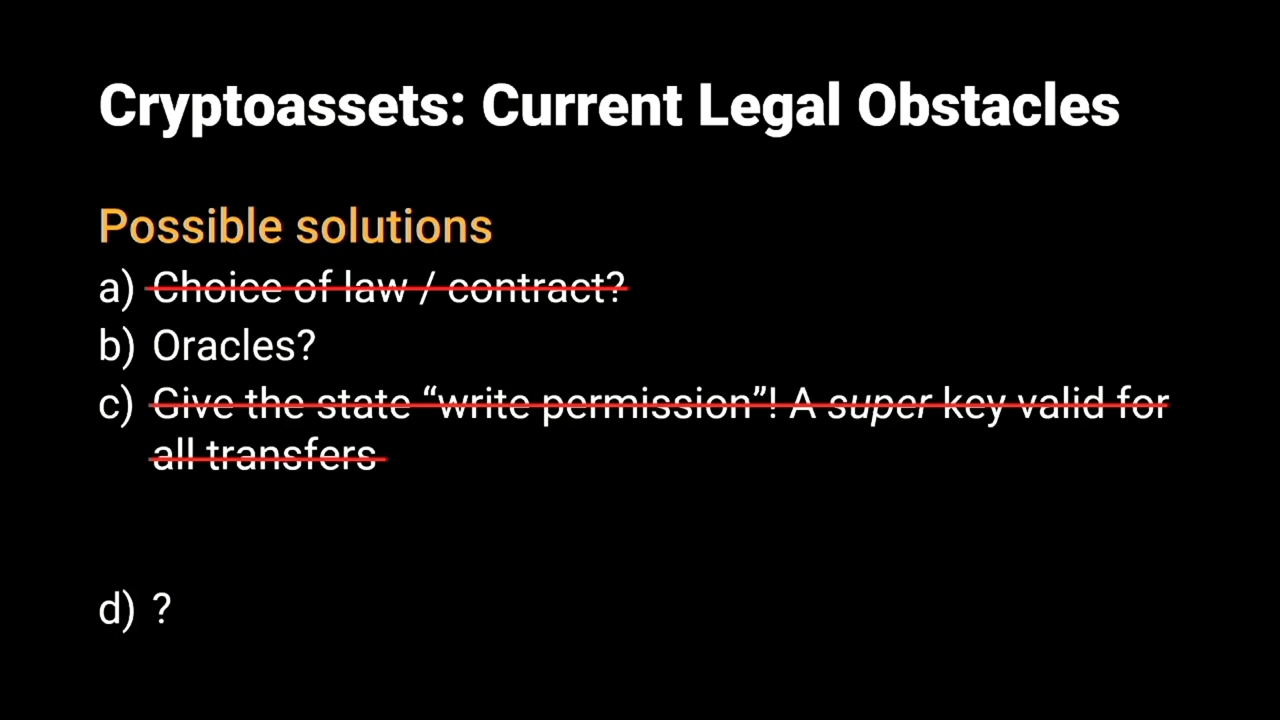 Cryptoassets: Current Legal Obstacles
Possible solutions
a) Choice of law / contract?
b) Oracles?
c) Give the state “write permission”! A super key valid for
all transfers
d) ?